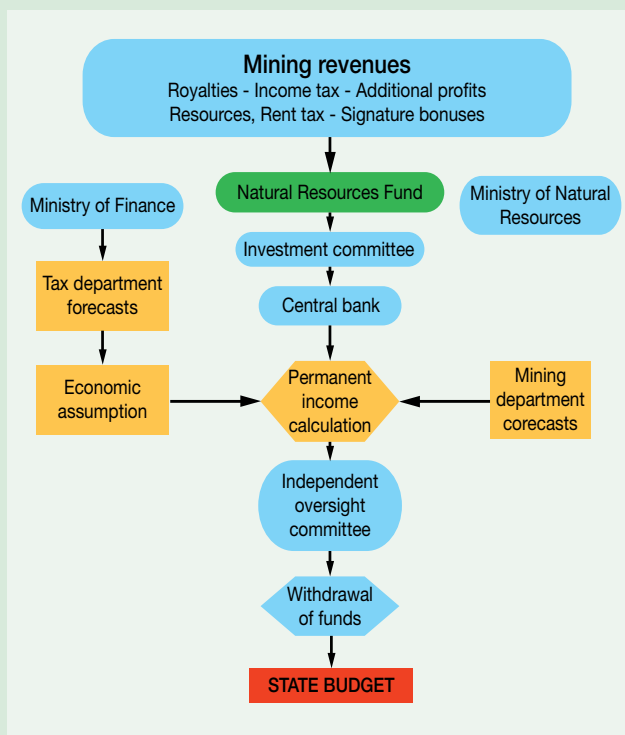 Mining revenues
Royalties - Income tax - Additional profits
Resources, Rent tax - Signature bonuses
Ministry of Finance
Natural Resources Fund
Ministry of Natural
Resources
Investment committee
Tax department
forecasts
Central bank
Economic
assumption
Permanent
income
calculation
Mining
department
corecasts
Independent
oversight
committee
Withdrawal
of funds
STATE BUDGET